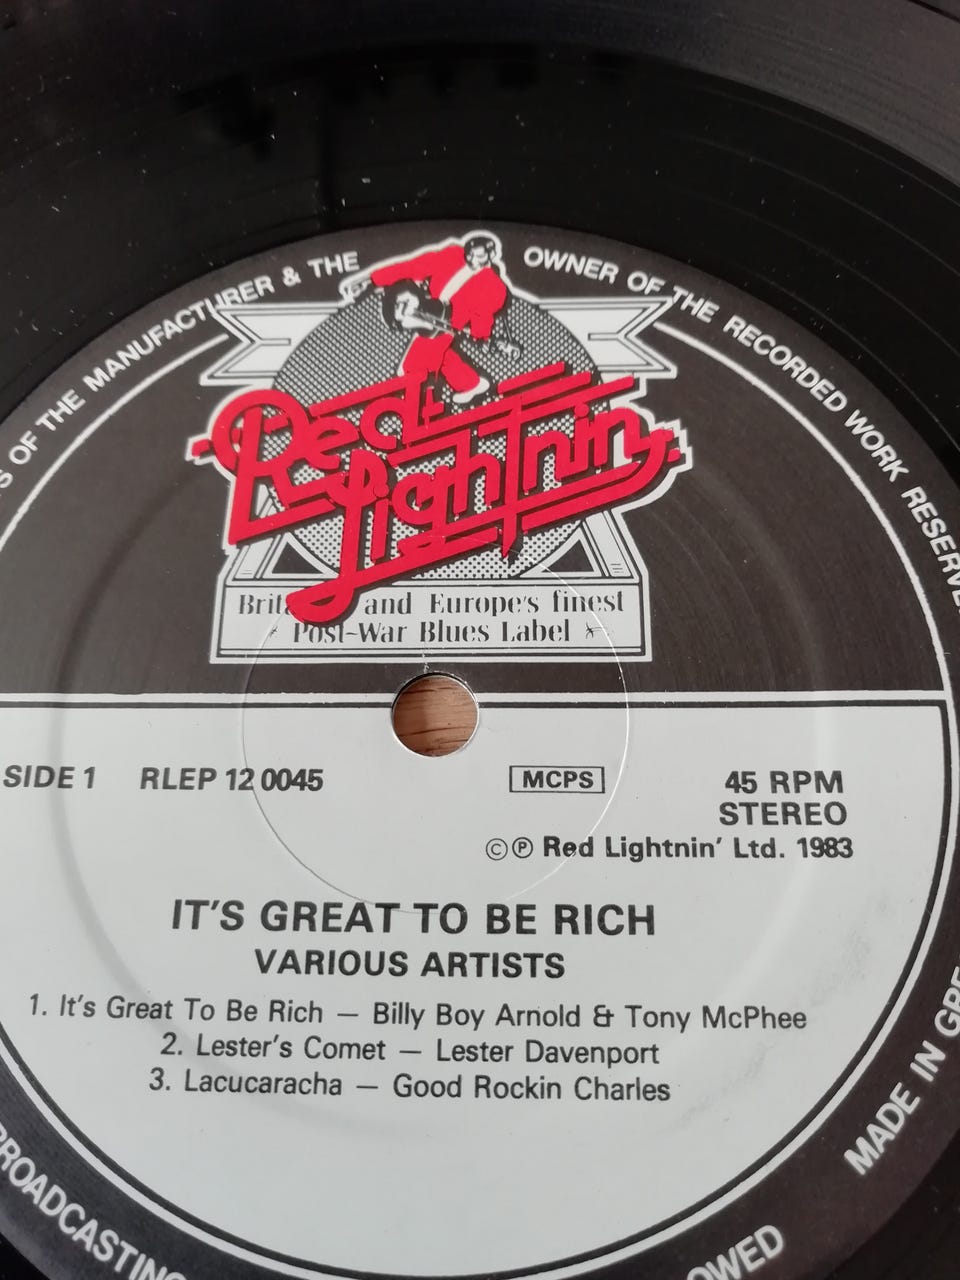 OF THE MANUFACTURER & THE
OWNER OF THE RECORDED WORK
Red
Lightnin
and Europe's finest
Post-War Blues Label
SIDE 1 RLEP 12 0045
MCPS
45 RPM
STEREO
©℗ Red Lightnin' Ltd. 1983
IT'S GREAT TO BE RICH
VARIOUS ARTISTS
1. It's Great To Be Rich — Billy Boy Arnold & Tony McPhee
2. Lester's Comet — Lester Davenport
3. Lacucaracha — Good Rockin Charles
MADE IN